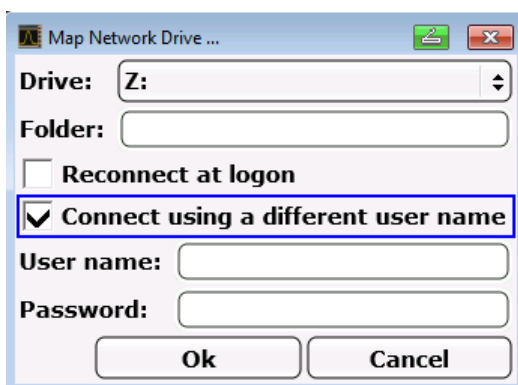 Map Network Drive ...
Drive: Z:
Folder:
Reconnect at logon
Connect using a different user name
User name:
Password:
Ok Cancel